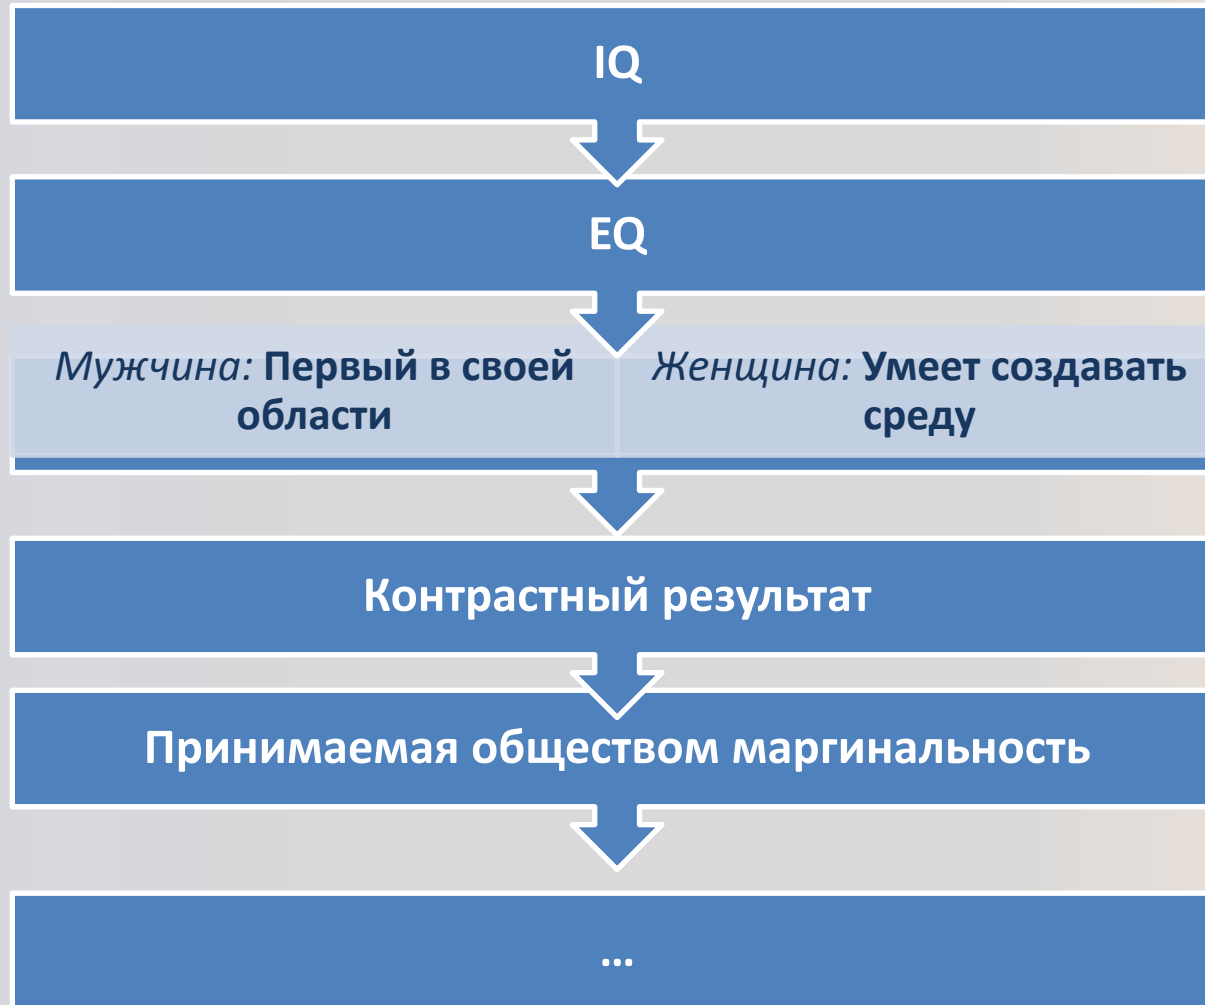 IQ
EQ
Мужчина: Первый в своей
области
Женщина: Умеет создавать
среду
Контрастный результат
Принимаемая обществом маргинальность
...